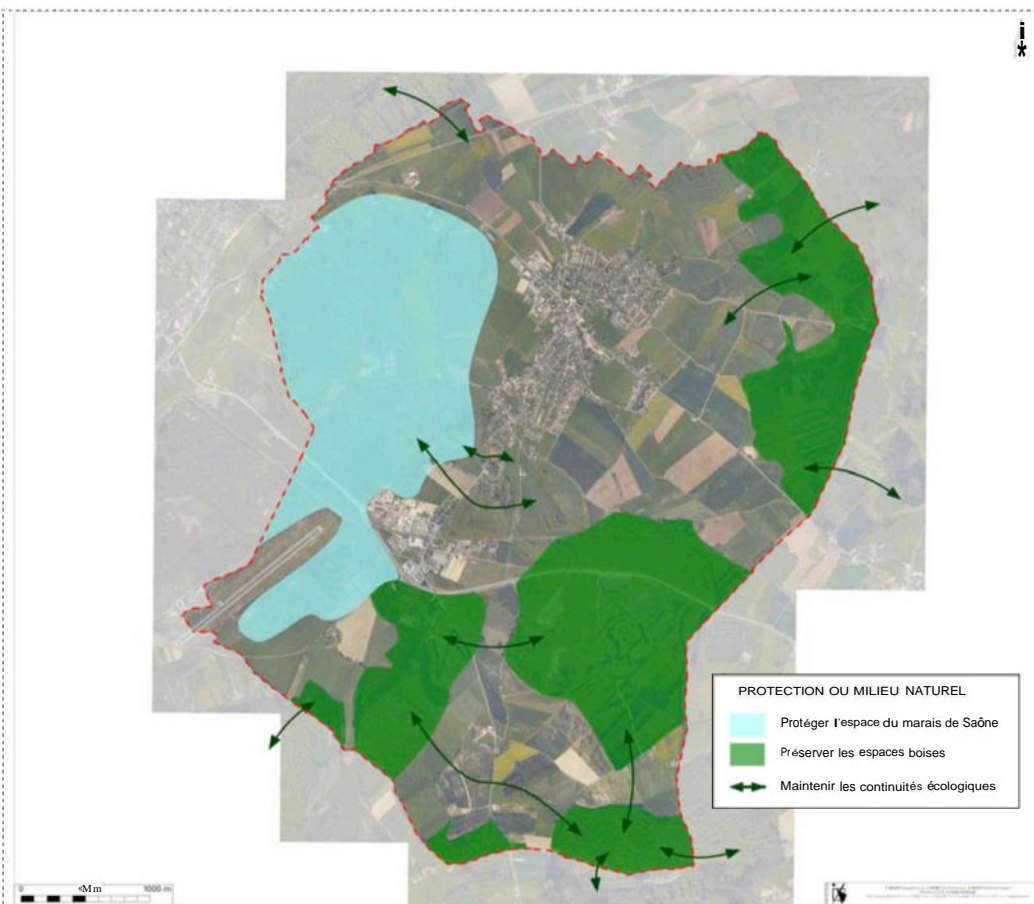 PROTECTION OU MILIEU NATUREL
Protéger l'espace du marais de Saône
Préserver les espaces boises
Maintenir les continuités écologiques
0 1000 m